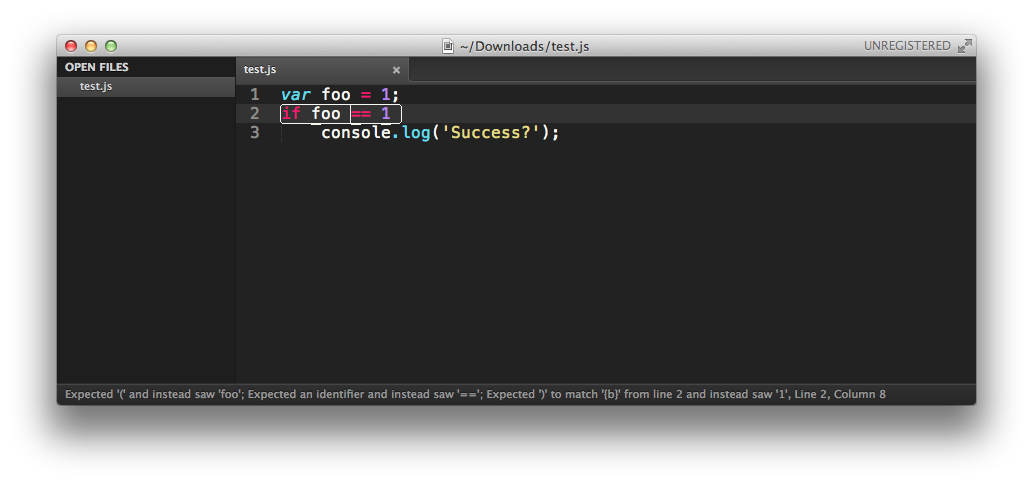 ~/Downloads/test.js
UNREGISTERED
OPEN FILES
test.js
test.js ×
1 var foo = 1;
2 if foo == 1
3     console.log('Success?');
Expected '(' and instead saw 'foo'; Expected an identifier and instead saw '=='; Expected ')' to match '{b}' from line 2 and instead saw '1', Line 2, Column 8